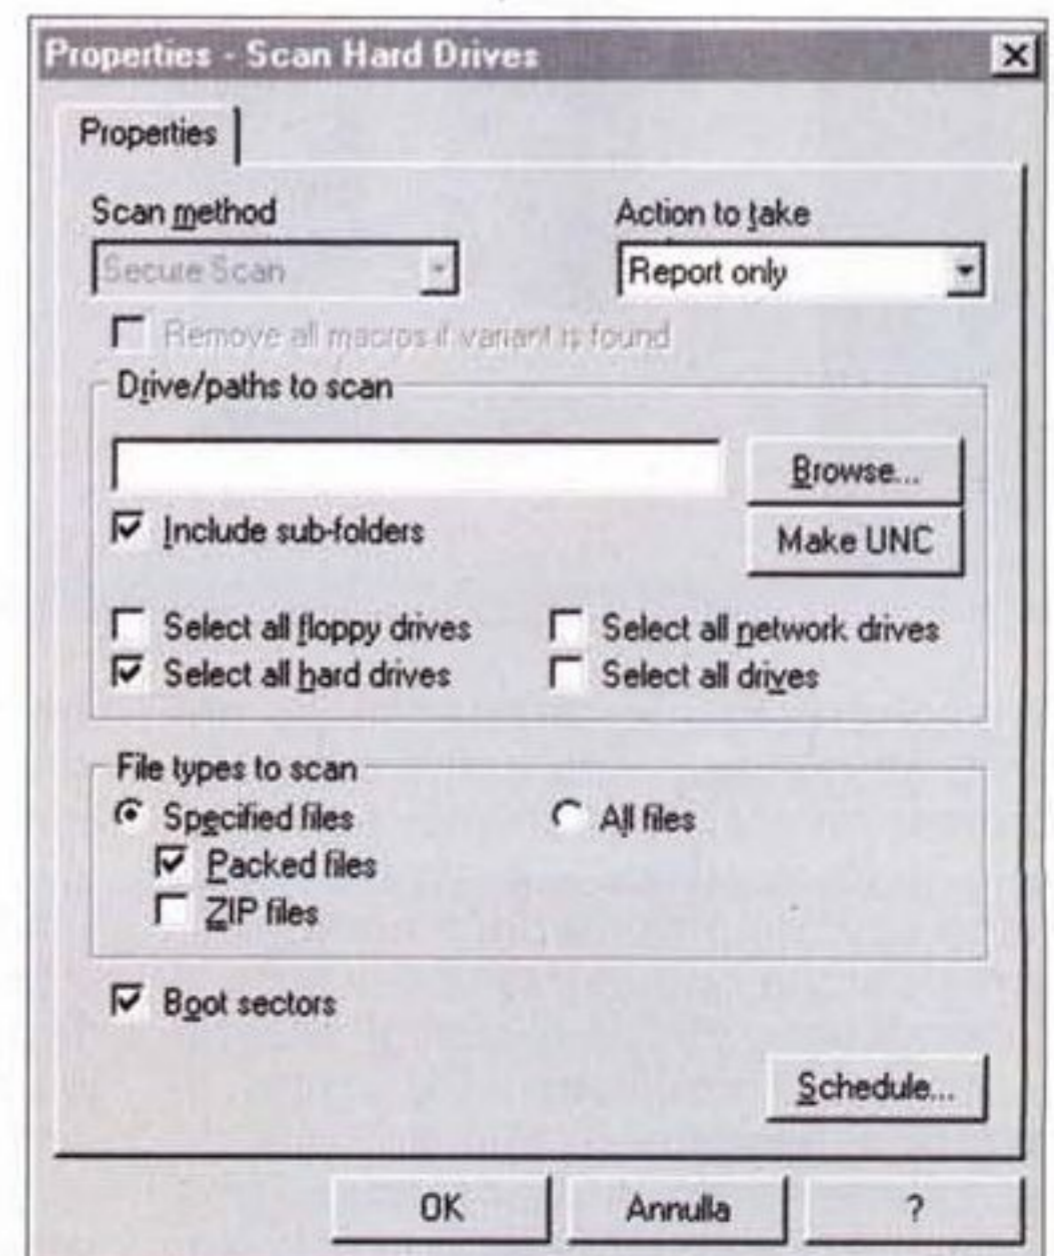 Properties - Scan Hard Drives
Properties
Scan method
Action to take
Secure Scan
Report only
Remove all macros if variant is found
Drive/paths to scan
Browse...
Include sub-folders
Make UNC
Select all floppy drives
Select all network drives
Select all hard drives
Select all drives
File types to scan
Specified files
All files
Packed files
ZIP files
Boot sectors
Schedule...
OK
Annulla
?